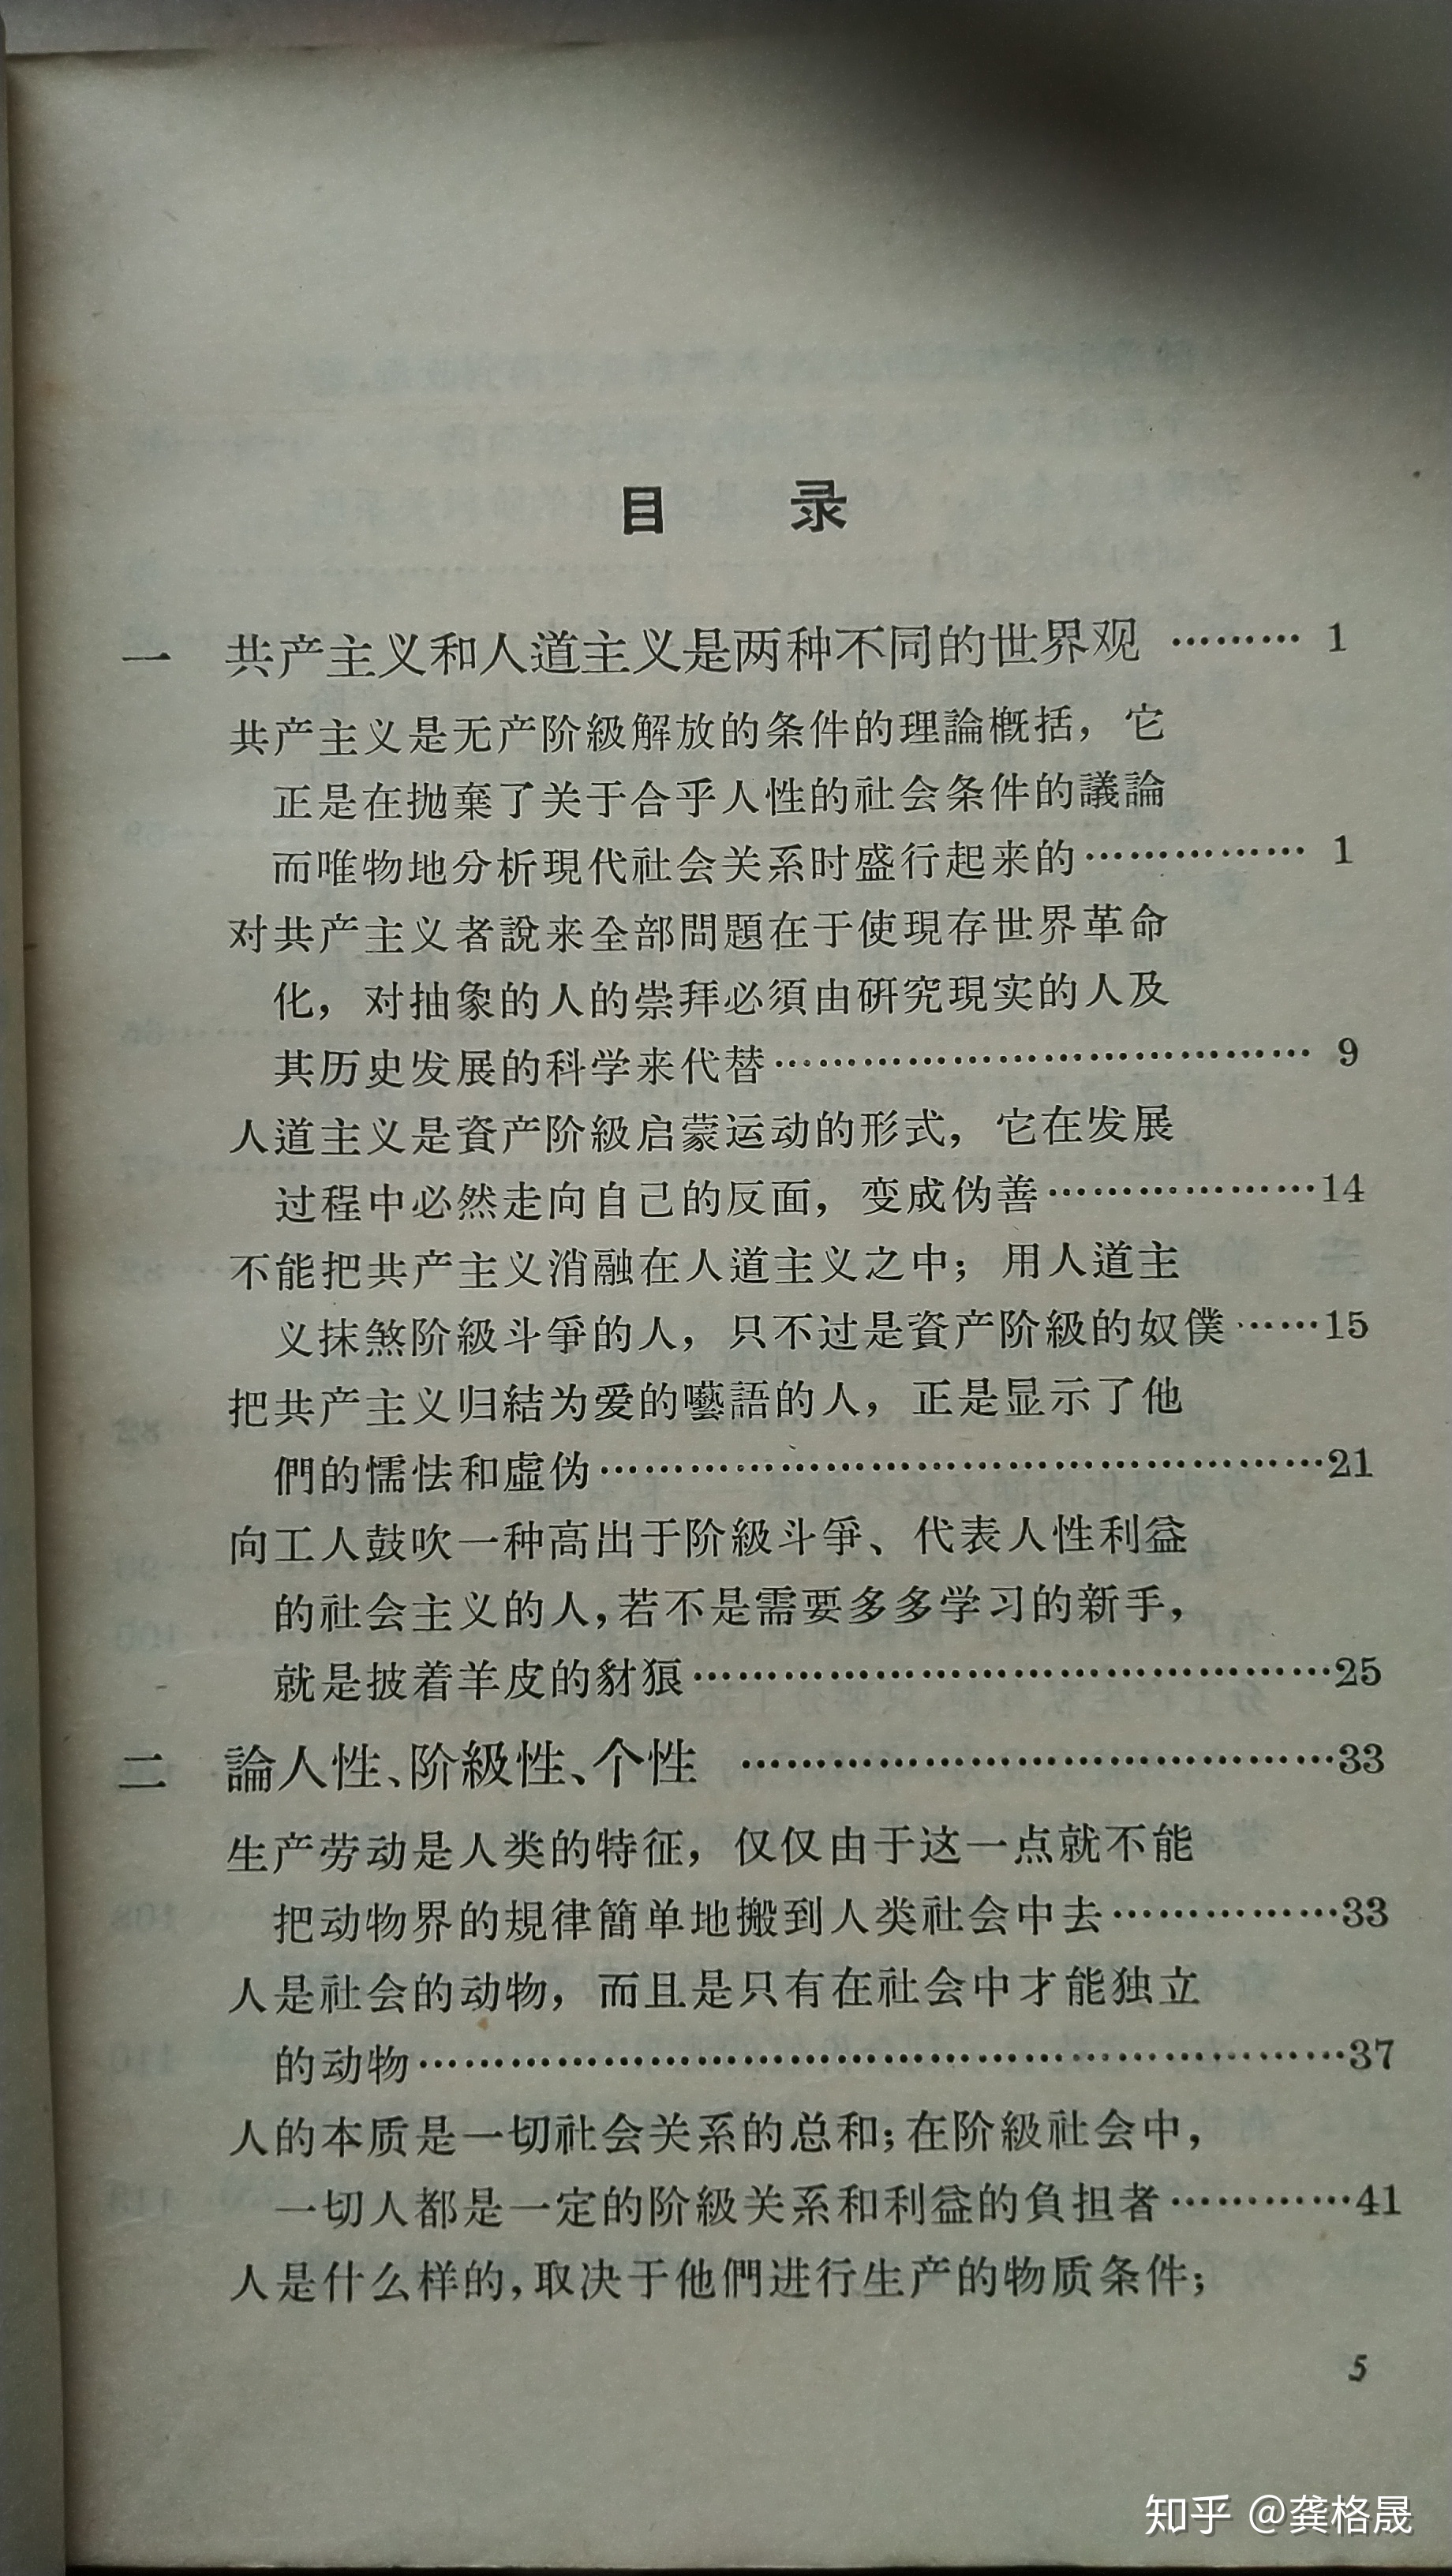 目　录
一　共产主义和人道主义是两种不同的世界观 ……… 1
共产主义是无产阶級解放的条件的理論概括，它
正是在抛棄了关于合乎人性的社会条件的議論
而唯物地分析現代社会关系时盛行起来的…………… 1
对共产主义者說来全部問題在于使現存世界革命
化，对抽象的人的崇拜必須由研究現实的人及
其历史发展的科学来代替……………………………… 9
人道主义是資产阶級启蒙运动的形式，它在发展
过程中必然走向自己的反面，变成伪善………………14
不能把共产主义消融在人道主义之中；用人道主
义抹煞阶級斗爭的人，只不过是資产阶級的奴僕……15
把共产主义归結为爱的囈語的人，正是显示了他
們的懦怯和虛伪…………………………………………21
向工人鼓吹一种高出于阶級斗爭、代表人性利益
的社会主义的人，若不是需要多多学习的新手，
就是披着羊皮的豺狼……………………………………25
二　論人性、阶級性、个性 …………………………………33
生产劳动是人类的特征，仅仅由于这一点就不能
把动物界的規律簡单地搬到人类社会中去……………33
人是社会的动物，而且是只有在社会中才能独立
的动物……………………………………………………37
人的本质是一切社会关系的总和；在阶級社会中，
一切人都是一定的阶級关系和利益的負担者…………41
人是什么样的，取决于他們进行生产的物质条件；
5
知乎 @龚格晟